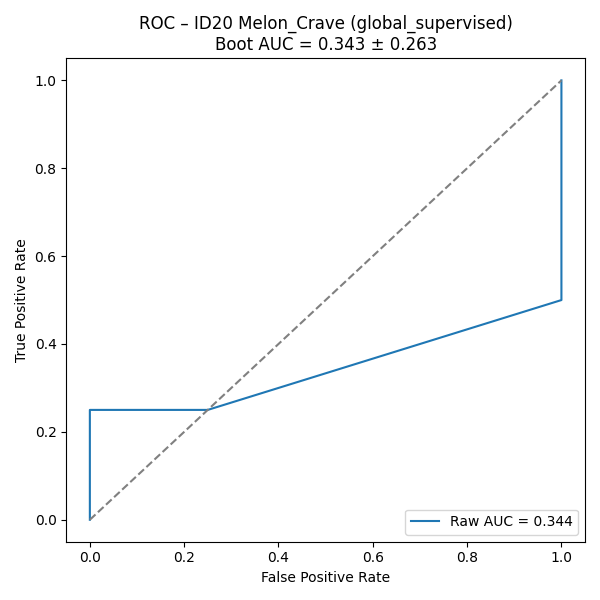 ROC – ID20 Melon_Crave (global_supervised)
Boot AUC = 0.343 ± 0.263
True Positive Rate
1.0
0.8
0.6
0.4
0.2
0.0
Raw AUC = 0.344
0.0 0.2 0.4 0.6 0.8 1.0
False Positive Rate